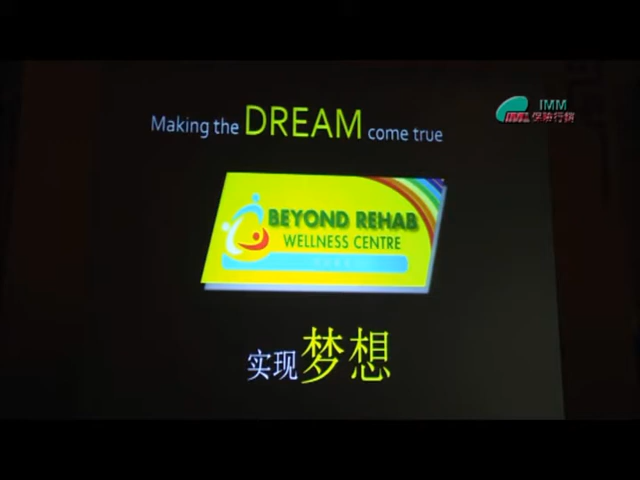 Making the DREAM come true
IMM
保險行銷
BEYOND REHAB
WELLNESS CENTRE
实现梦想